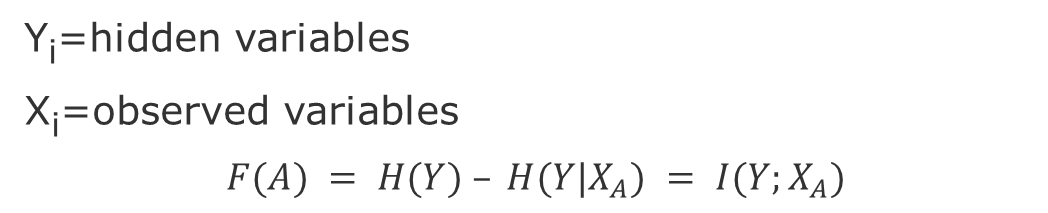 Yᵢ=hidden variables
Xᵢ=observed variables
F(A) = H(Y) – H(Y|X_A) = I(Y; X_A)